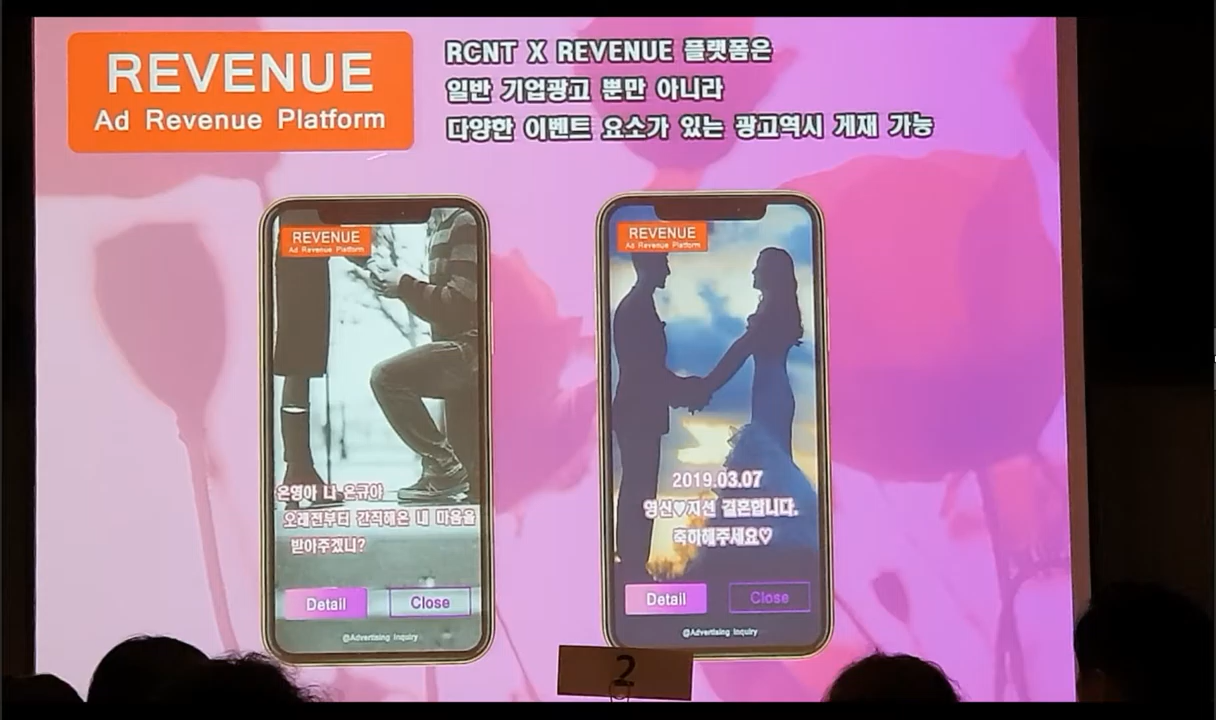 REVENUE
Ad Revenue Platform
RCNT X REVENUE 플랫폼은
일반 기업광고 뿐만 아니라
다양한 이벤트 요소가 있는 광고역시 게재 가능
REVENUE
Ad Revenue Platform
은영아 나 은규야
오래전부터 간직해온 내 마음을
받아주겠니?
Detail
Close
@Advertising Inquiry
REVENUE
Ad Revenue Platform
2019.03.07
영신♥지선 결혼합니다.
축하해주세요♡
Detail
Close
@Advertising Inquiry
2